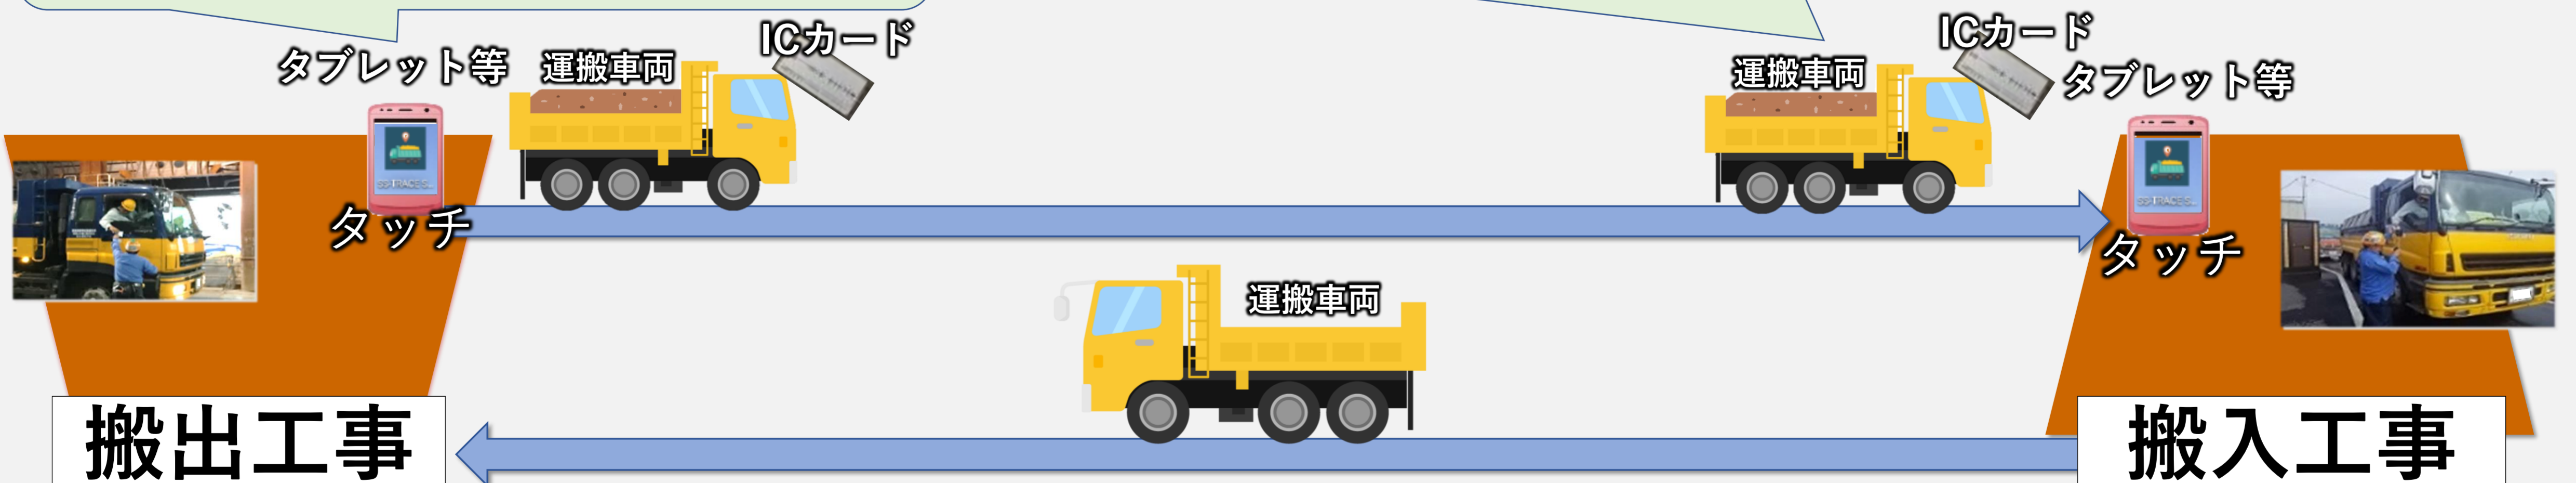 ICカード
ICカード
タブレット等
運搬車両
運搬車両
タブレット等
タッチ
タッチ
運搬車両
搬出工事
搬入工事